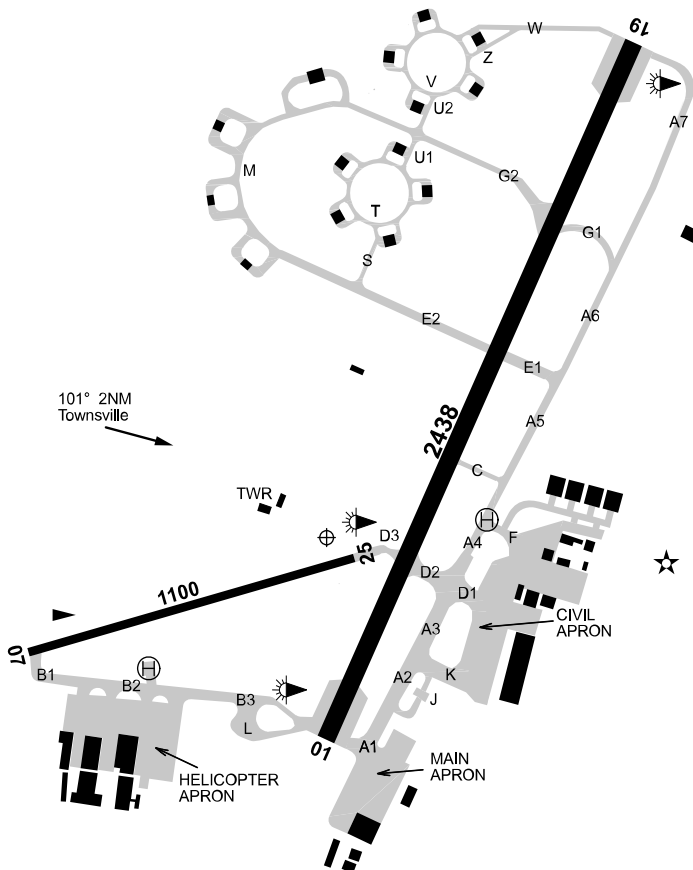 W
19
Z
V
A7
U2
U1
M
G2
T
G1
S
E2
A6
E1
101° 2NM
Townsville
2438
A5
C
TWR
H
D3
A4
F
25
D2
1100
D1
CIVIL
APRON
A3
07
H
B1
B2
A2
K
B3
J
L
01
A1
MAIN
APRON
HELICOPTER
APRON